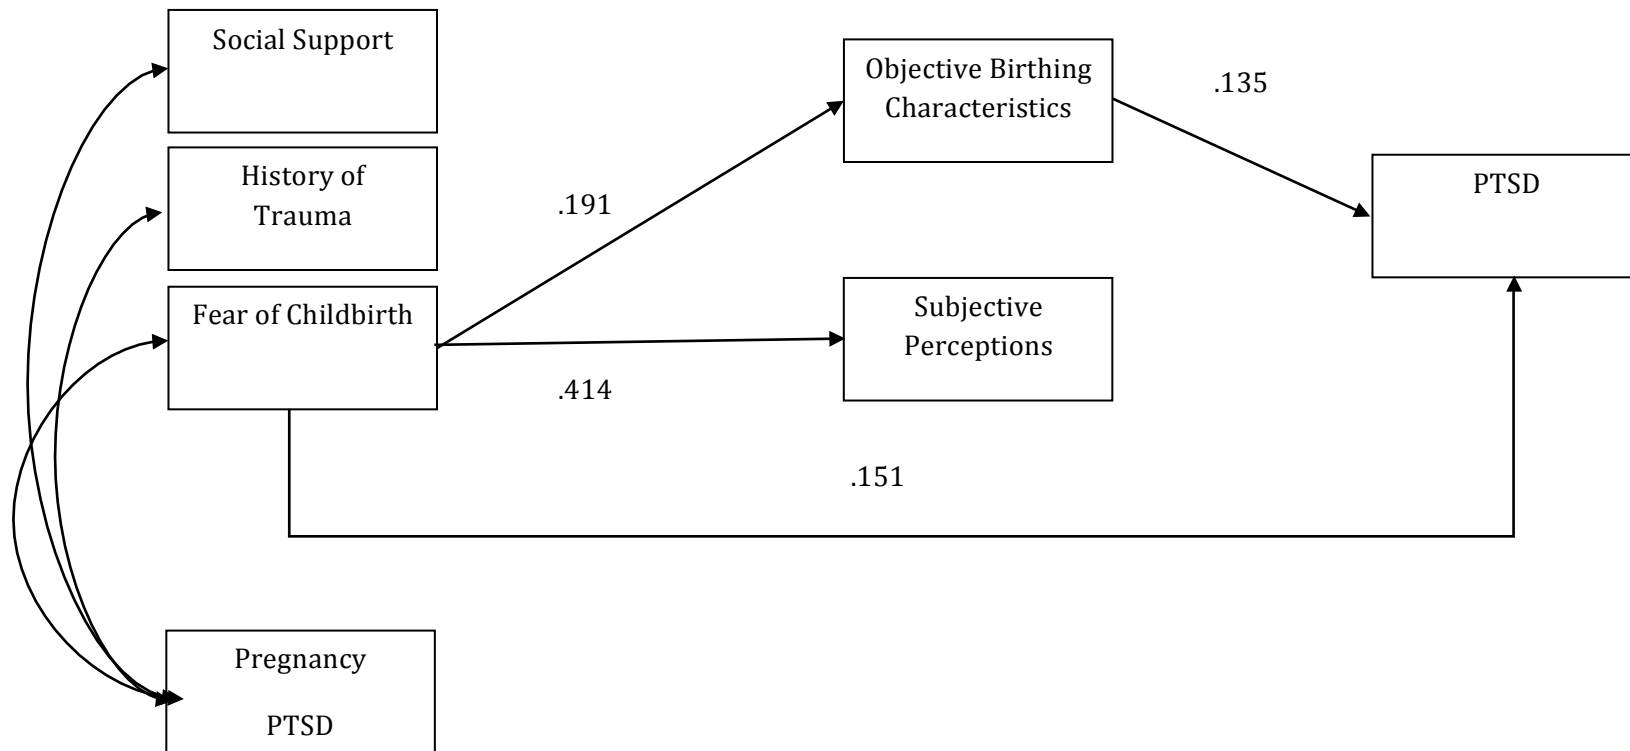 Social Support
Objective Birthing
Characteristics
.135
History of
Trauma
PTSD
.191
Fear of Childbirth
Subjective
Perceptions
.414
.151
Pregnancy
PTSD